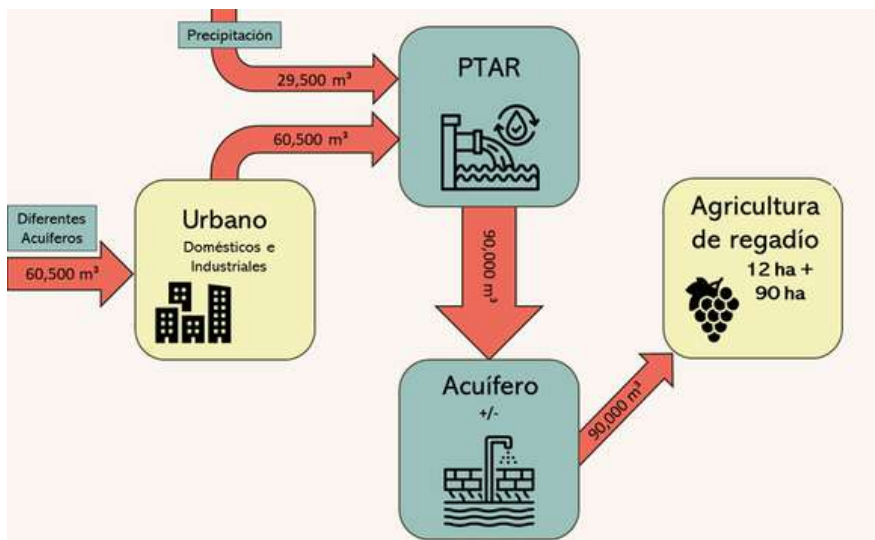 Precipitación
29,500 m³
60,500 m³
PTAR
Diferentes
Acuíferos
60,500 m³
Urbano
Domésticos e
Industriales
90,000 m³
Agricultura
de regadío
12 ha +
90 ha
Acuífero
+/-
90,000 m³